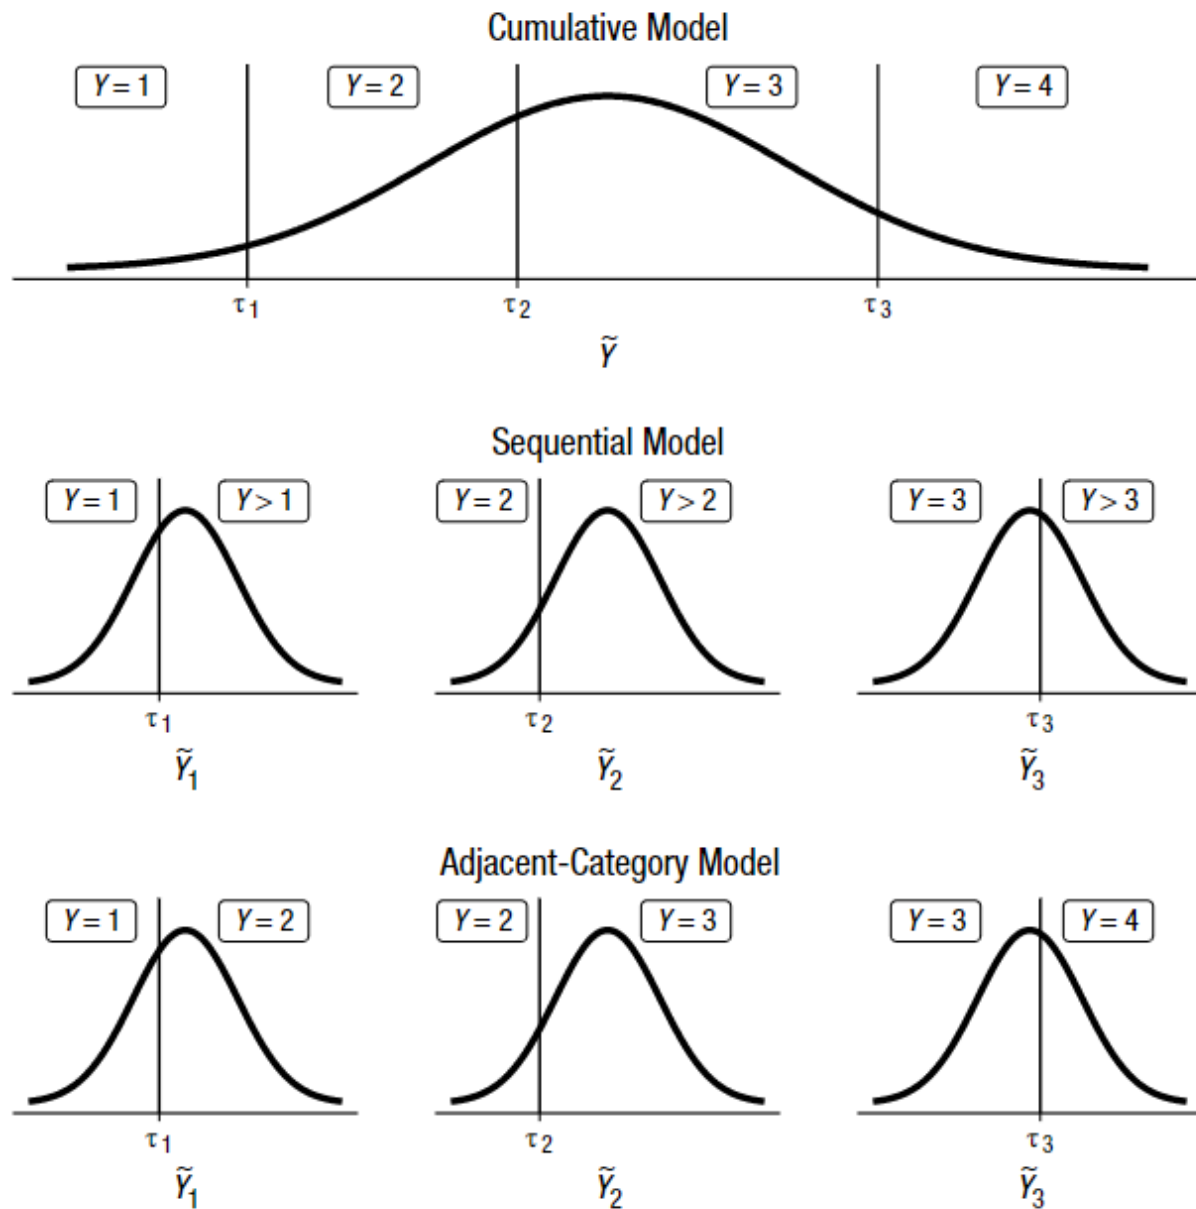 Cumulative Model
Y = 1 Y = 2 Y = 3 Y = 4
τ1 τ2 τ3
Ỹ
Sequential Model
Y = 1 Y > 1 Y = 2 Y > 2 Y = 3 Y > 3
τ1 τ2 τ3
Ỹ1 Ỹ2 Ỹ3
Adjacent-Category Model
Y = 1 Y = 2 Y = 2 Y = 3 Y = 3 Y = 4
τ1 τ2 τ3
Ỹ1 Ỹ2 Ỹ3